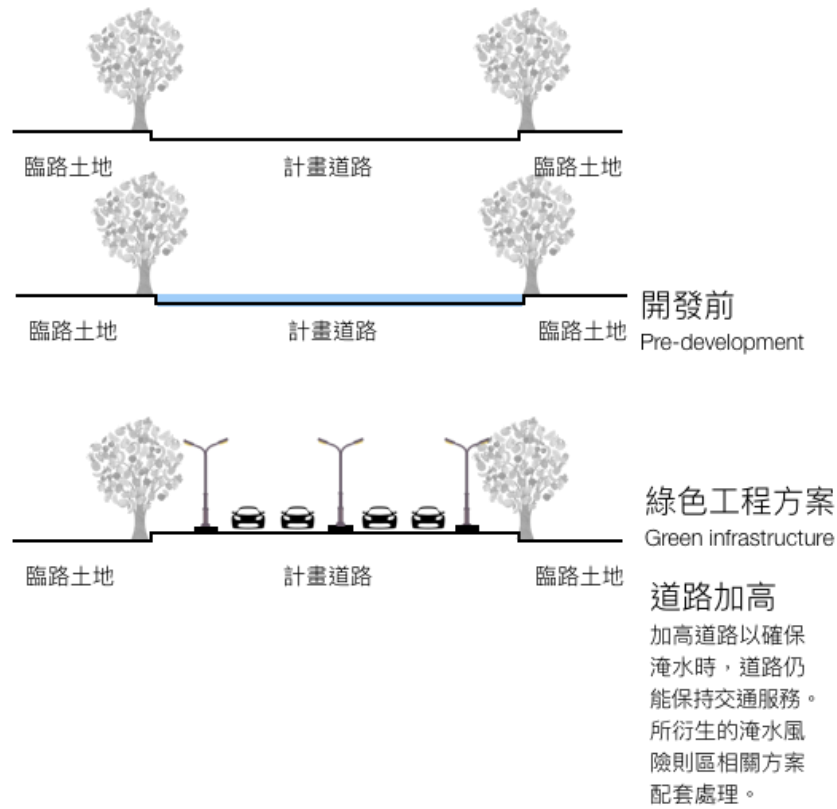 臨路土地
計畫道路
臨路土地
臨路土地
計畫道路
臨路土地
開發前
Pre-development
臨路土地
計畫道路
臨路土地
綠色工程方案
Green infrastructure
道路加高
加高道路以確保
淹水時，道路仍
能保持交通服務。
所衍生的淹水風
險則區相關方案
配套處理。